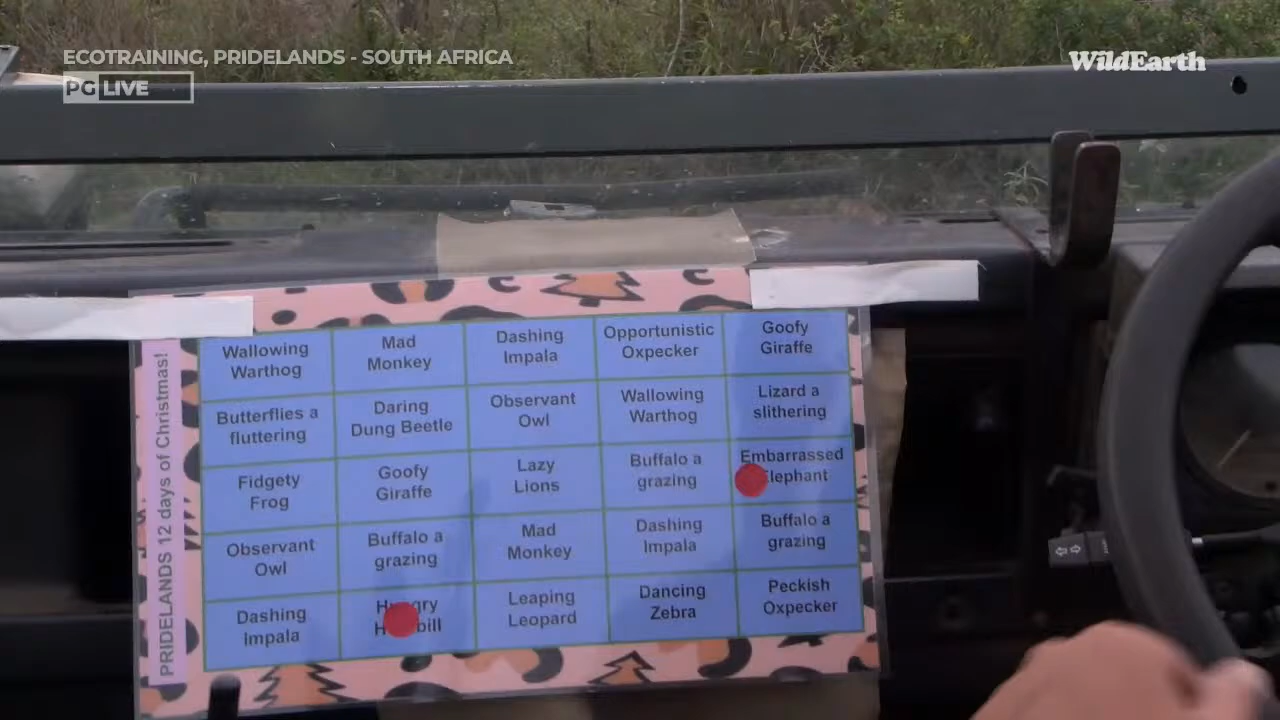 ECOTRAINING, PRIDELANDS - SOUTH AFRICA
PG LIVE
WildEarth
PRIDELANDS 12 days of Christmas!
Wallowing
Warthog
Mad
Monkey
Dashing
Impala
Opportunistic
Oxpecker
Goofy
Giraffe
Butterflies a
fluttering
Daring
Dung Beetle
Observant
Owl
Wallowing
Warthog
Lizard a
slithering
Fidgety
Frog
Goofy
Giraffe
Lazy
Lions
Buffalo a
grazing
Embarrassed
Elephant
Observant
Owl
Buffalo a
grazing
Mad
Monkey
Dashing
Impala
Buffalo a
grazing
Dashing
Impala
Hungry
Hornbill
Leaping
Leopard
Dancing
Zebra
Peckish
Oxpecker